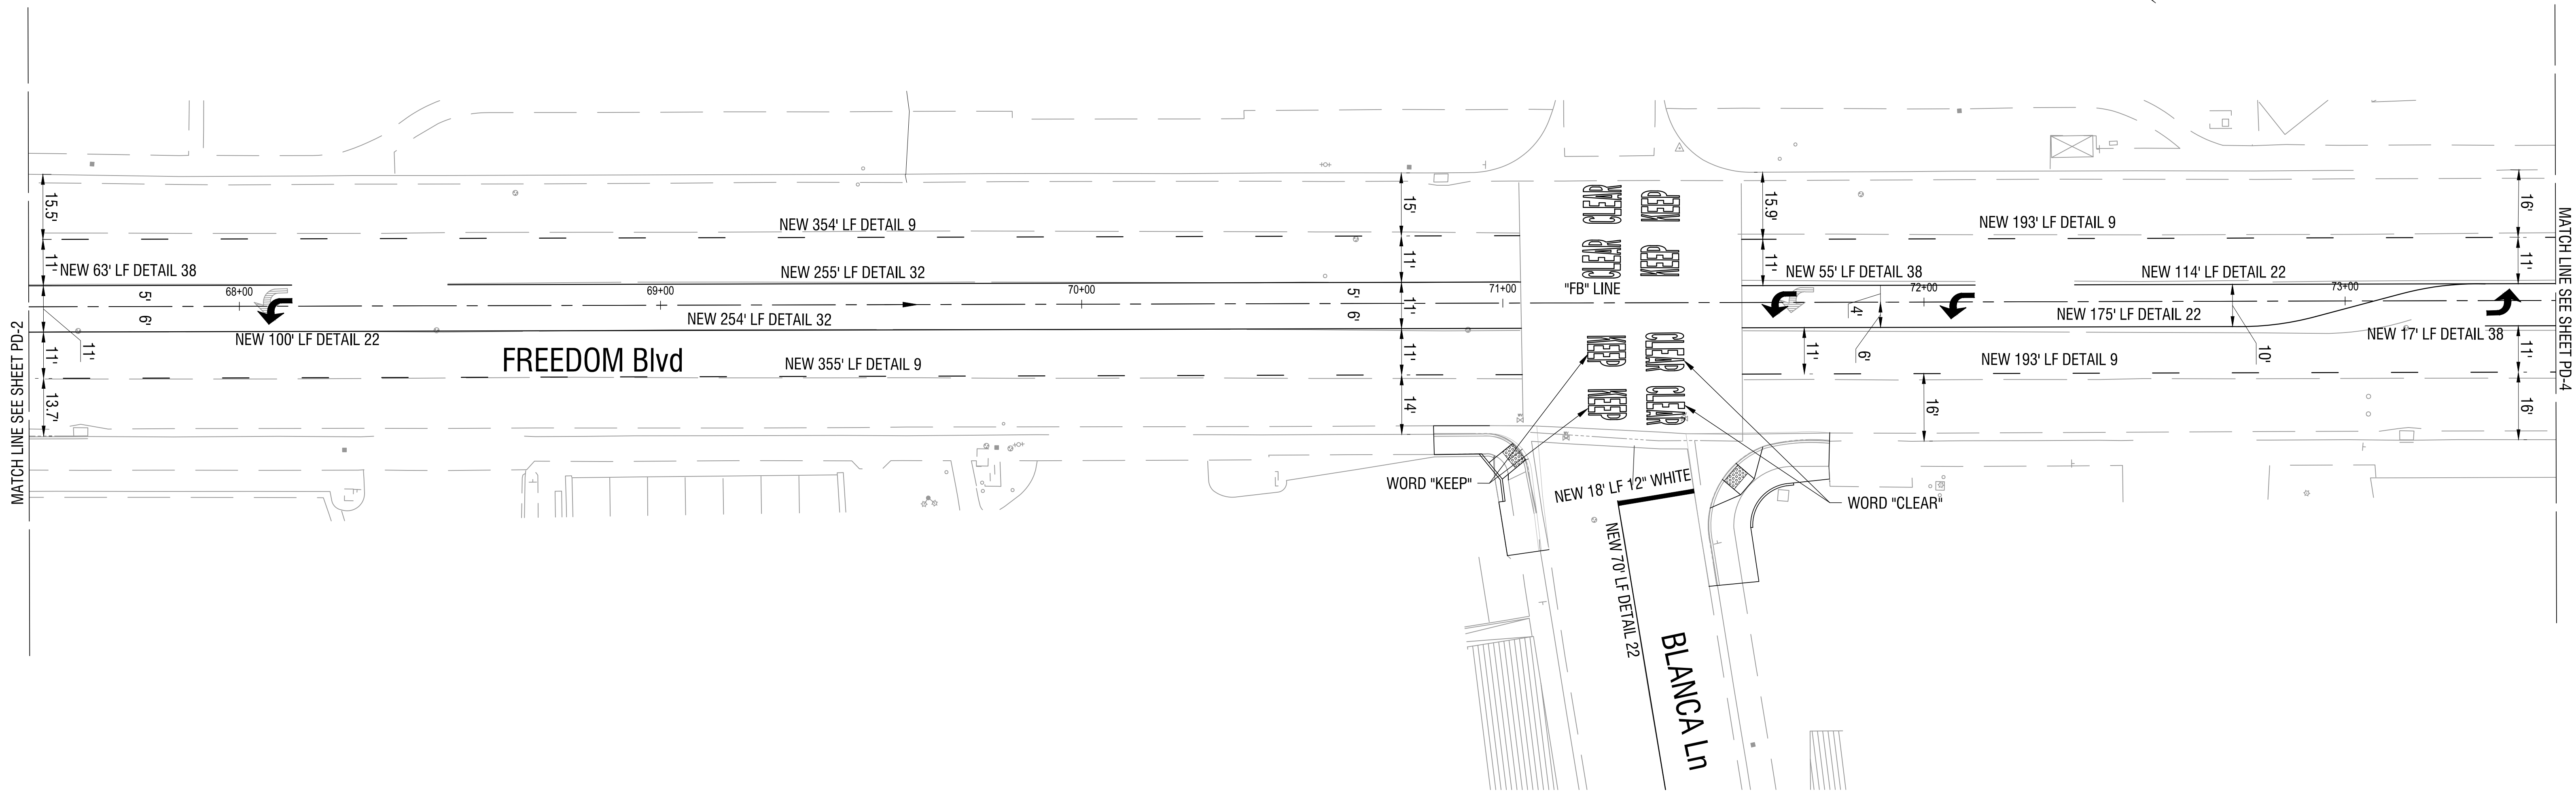 MATCH LINE SEE SHEET PD-2
15.5'
11'
NEW 63' LF DETAIL 38
5'
6'
11'
11'
13.7'
68+00
NEW 100' LF DETAIL 22
FREEDOM Blvd
NEW 354' LF DETAIL 9
NEW 255' LF DETAIL 32
69+00
70+00
NEW 254' LF DETAIL 32
NEW 355' LF DETAIL 9
15'
11'
5'
6'
11'
11'
14'
71+00
CLEAR KEEP
CLEAR KEEP
"FB" LINE
KEEP CLEAR
KEEP CLEAR
WORD "KEEP"
WORD "CLEAR"
NEW 18' LF 12" WHITE
NEW 70' LF DETAIL 22
BLANCA Ln
15.9'
11'
NEW 193' LF DETAIL 9
NEW 55' LF DETAIL 38
NEW 114' LF DETAIL 22
72+00
73+00
4'
6'
NEW 175' LF DETAIL 22
10'
NEW 17' LF DETAIL 38
11'
NEW 193' LF DETAIL 9
16'
16'
11'
11'
16'
MATCH LINE SEE SHEET PD-4